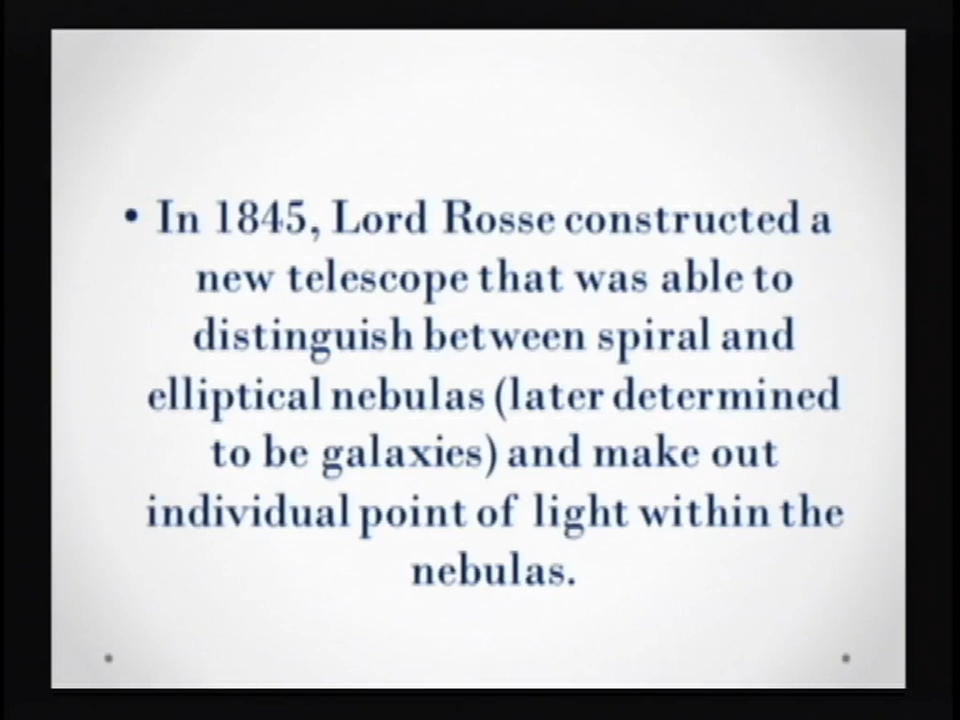 • In 1845, Lord Rosse constructed a
new telescope that was able to
distinguish between spiral and
elliptical nebulas (later determined
to be galaxies) and make out
individual point of light within the
nebulas.